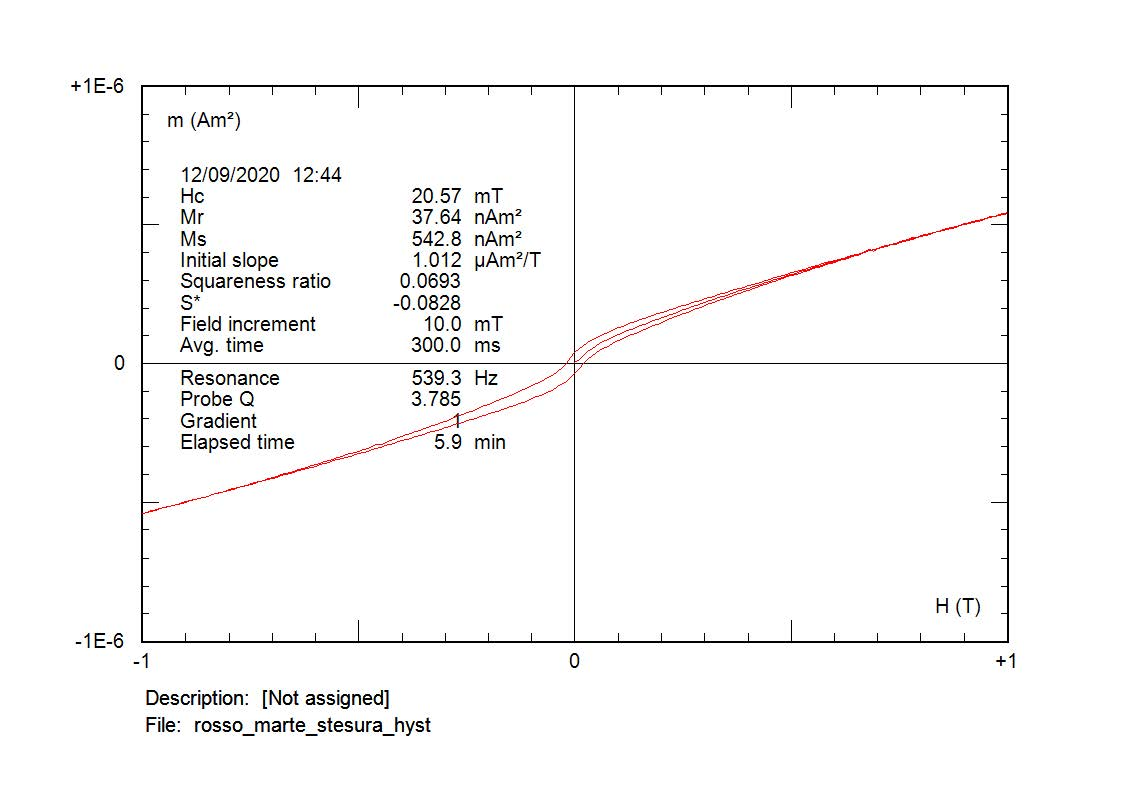 +1E-6
m (Am²)
12/09/2020 12:44
Hc 20.57 mT
Mr 37.64 nAm²
Ms 542.8 nAm²
Initial slope 1.012 µAm²/T
Squareness ratio 0.0693
S* -0.0828
Field increment 10.0 mT
Avg. time 300.0 ms
0
Resonance 539.3 Hz
Probe Q 3.785
Gradient 1
Elapsed time 5.9 min
H (T)
-1E-6
-1 0 +1
Description: [Not assigned]
File: rosso_marte_stesura_hyst